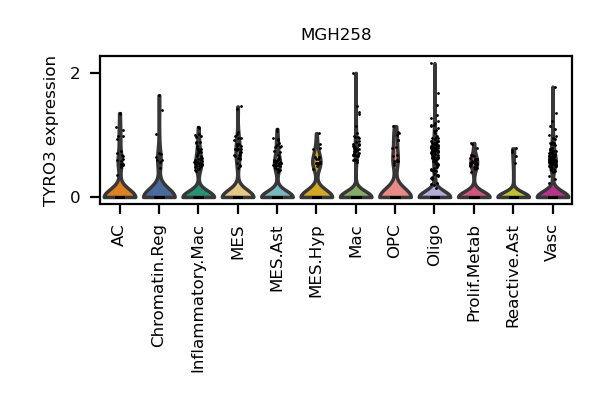 MGH258
TYRO3 expression
2
0
AC
Chromatin.Reg
Inflammatory.Mac
MES
MES.Ast
MES.Hyp
Mac
OPC
Oligo
Prolif.Metab
Reactive.Ast
Vasc